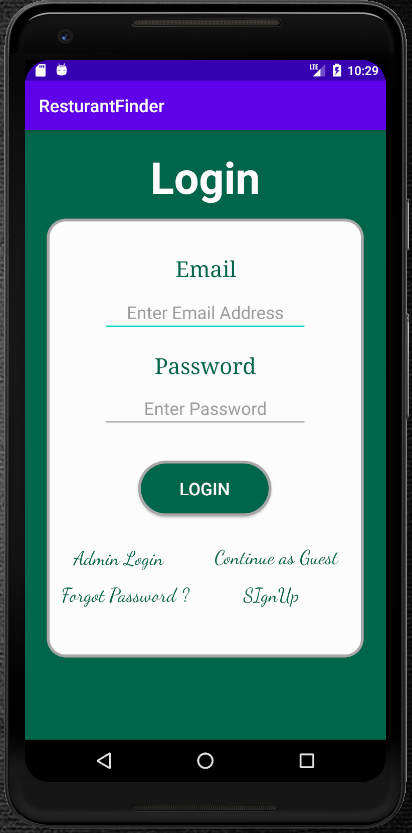 LTE 10:29
ResturantFinder
Login
Email
Enter Email Address
Password
Enter Password
LOGIN
Admin Login Continue as Guest
Forgot Password ? SIgnUp